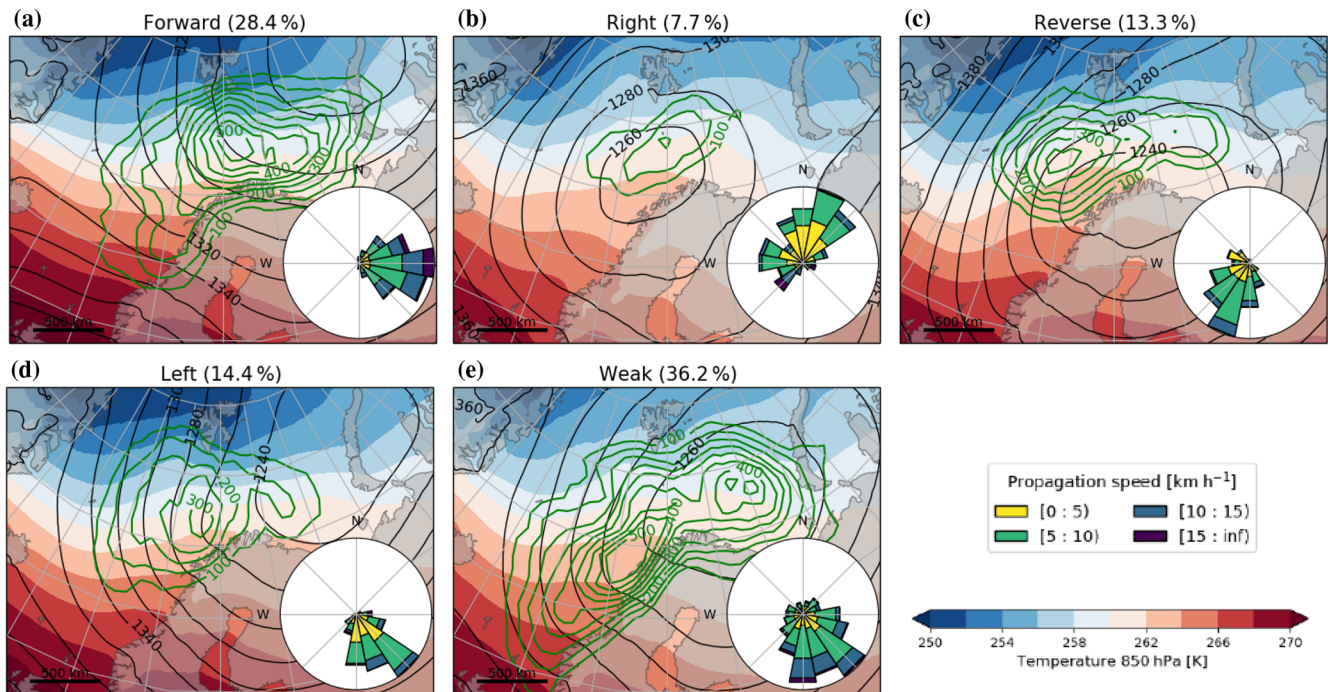 (a) Forward (28.4 %)
(b) Right (7.7 %)
(c) Reverse (13.3 %)
1280
500
400
300
100
1320
1340
N
W
500 km
1360
1280
1260
100
N
W
1360
500 km
1380
1280
1260
1240
200
100
N
W
500 km
(d) Left (14.4 %)
(e) Weak (36.2 %)
1280
1240
200
300
100
1340
N
W
500 km
360
100
1260
400
400
200
N
W
500 km
Propagation speed [km h⁻¹]
[0 : 5)
[10 : 15)
[5 : 10)
[15 : inf)
250 254 258 262 266 270
Temperature 850 hPa [K]